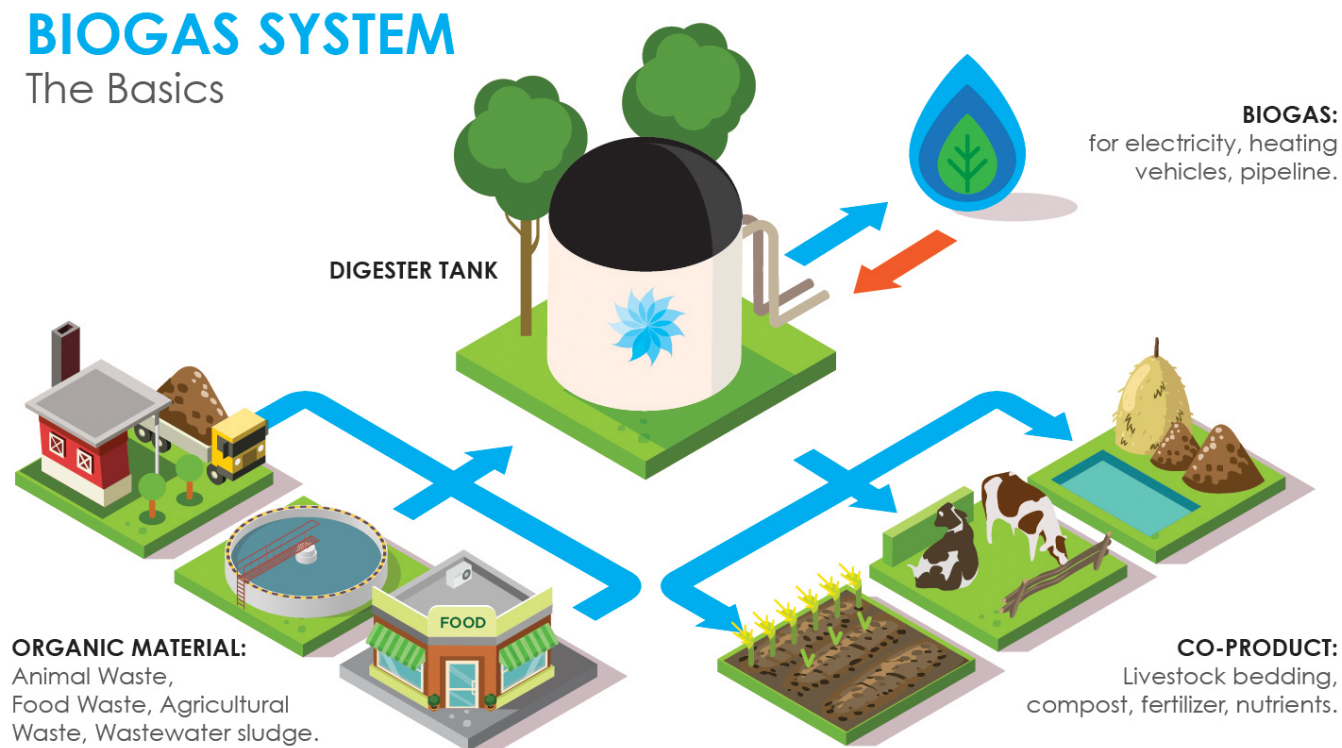 BIOGAS SYSTEM
The Basics
BIOGAS:
for electricity, heating
vehicles, pipeline.
DIGESTER TANK
FOOD
ORGANIC MATERIAL:
Animal Waste,
Food Waste, Agricultural
Waste, Wastewater sludge.
CO-PRODUCT:
Livestock bedding,
compost, fertilizer, nutrients.